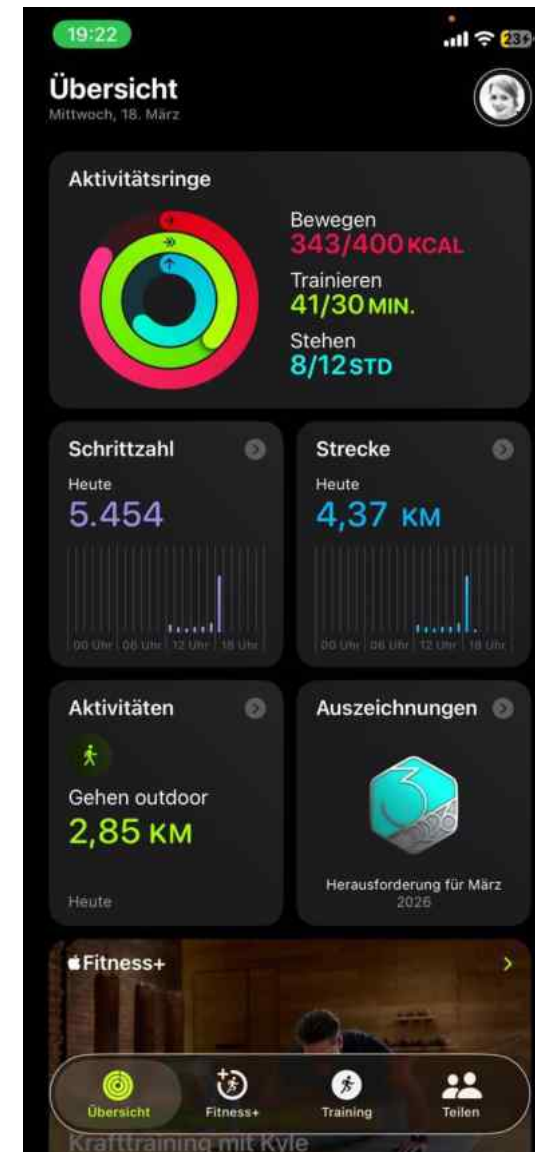 19:22
23
Übersicht
Mittwoch, 18. März
Aktivitätsringe
Bewegen
343/400 KCAL
Trainieren
41/30 MIN.
Stehen
8/12 STD
Schrittzahl
Heute
5.454
00 Uhr 06 Uhr 12 Uhr 18 Uhr
Strecke
Heute
4,37 KM
00 Uhr 06 Uhr 12 Uhr 18 Uhr
Aktivitäten
Gehen outdoor
2,85 KM
Heute
Auszeichnungen
Herausforderung für März
2026
Fitness+
Übersicht
Fitness+
Training
Teilen
Krafttraining mit Kyle